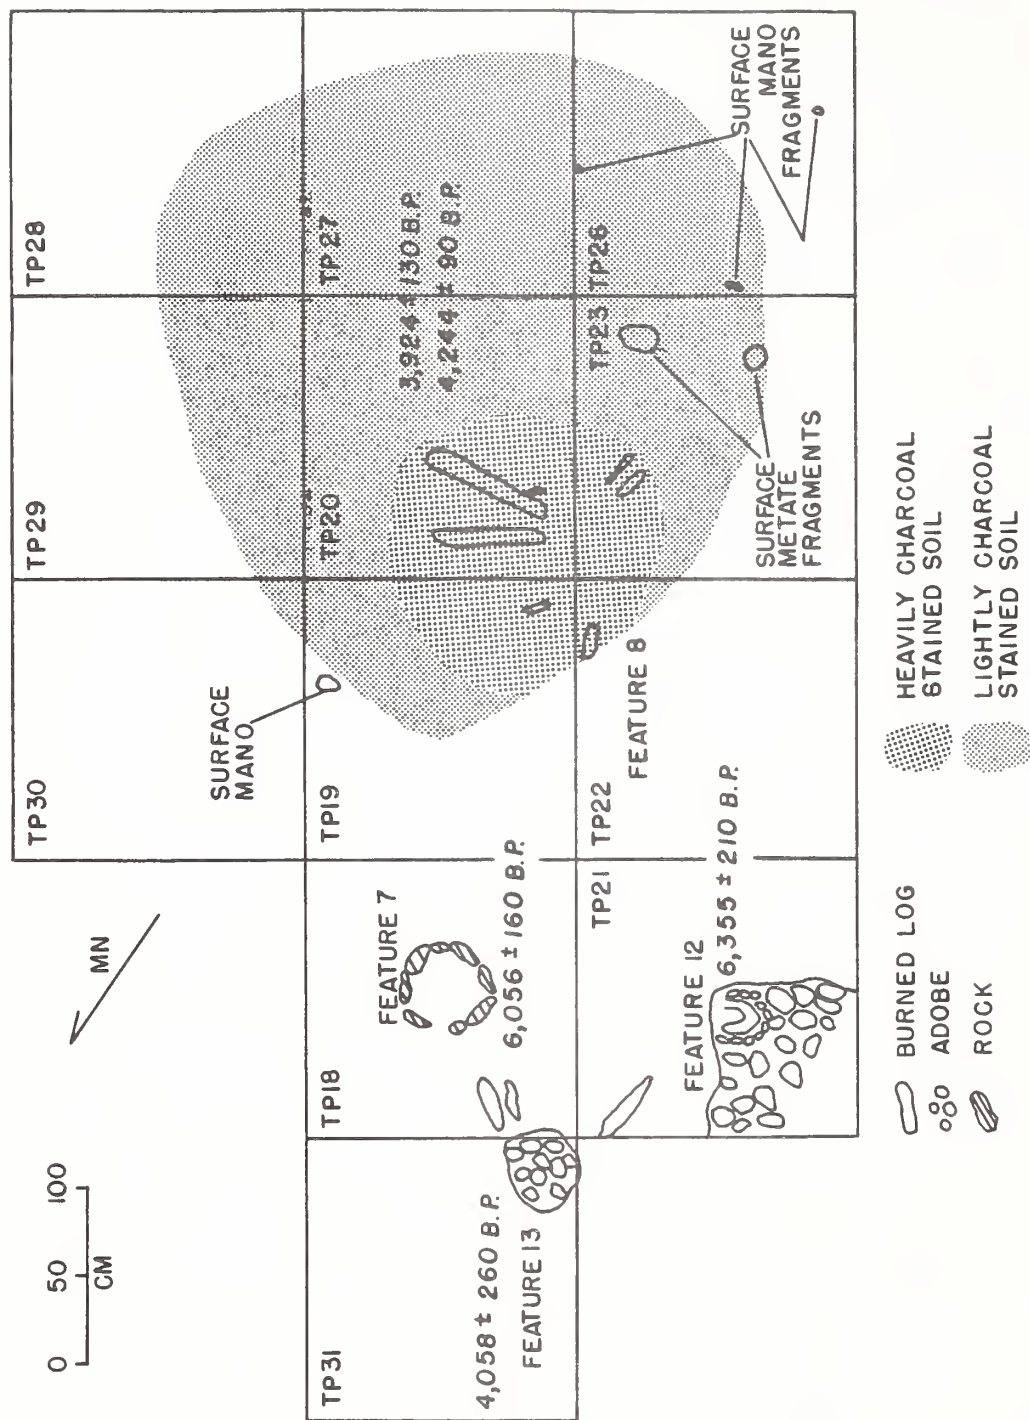 TP30
TP29
TP28
SURFACE
MANO
TP31
TP18
TP19
TP20
TP27
FEATURE 7
6,056 ± 160 B.P.
3,924 ± 130 B.P.
4,244 ± 90 B.P.
4,058 ± 260 B.P.
FEATURE 13
TP21
TP22
TP23
TP26
FEATURE 12
6,355 ± 210 B.P.
FEATURE 8
SURFACE
METATE
FRAGMENTS
SURFACE
MANO
FRAGMENTS
0 50 100
CM
MN
BURNED LOG
ADOBE
ROCK
HEAVILY CHARCOAL
STAINED SOIL
LIGHTLY CHARCOAL
STAINED SOIL